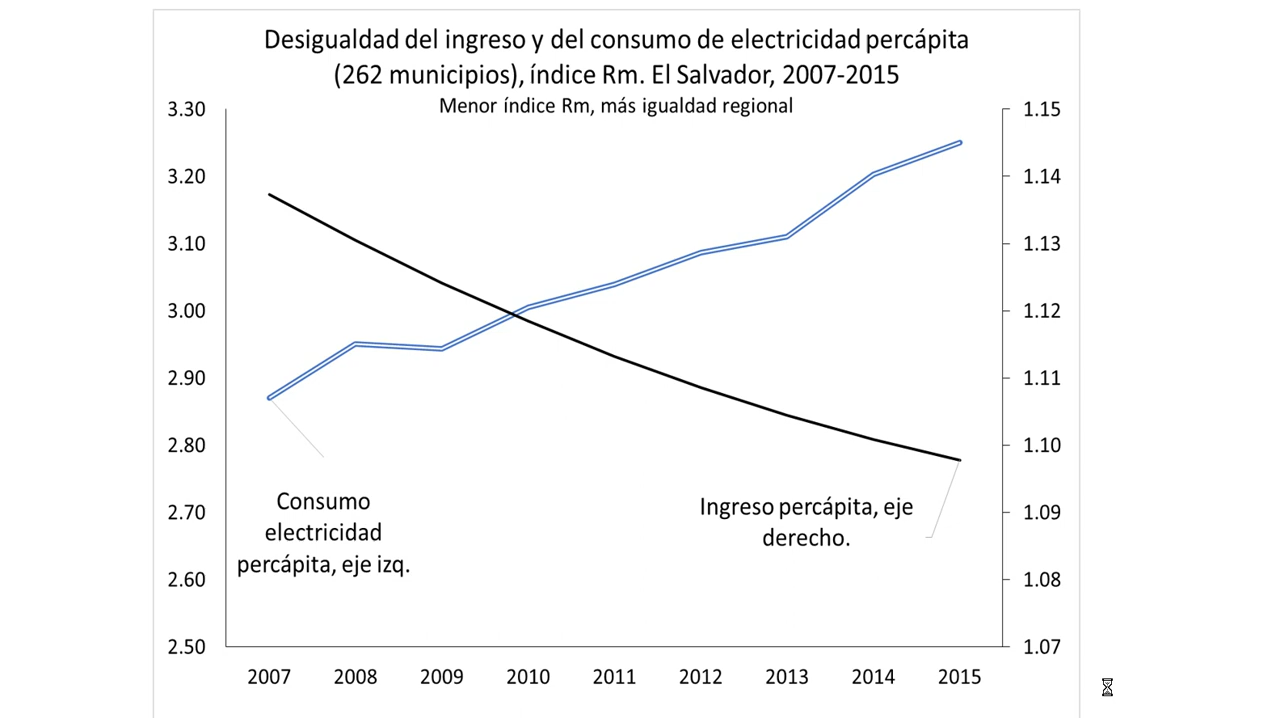 Desigualdad del ingreso y del consumo de electricidad percápita
(262 municipios), índice Rm. El Salvador, 2007-2015
Menor índice Rm, más igualdad regional
3.30
3.20
3.10
3.00
2.90
2.80
2.70
2.60
2.50
1.15
1.14
1.13
1.12
1.11
1.10
1.09
1.08
1.07
Consumo
electricidad
percápita, eje izq.
Ingreso percápita, eje
derecho.
2007 2008 2009 2010 2011 2012 2013 2014 2015